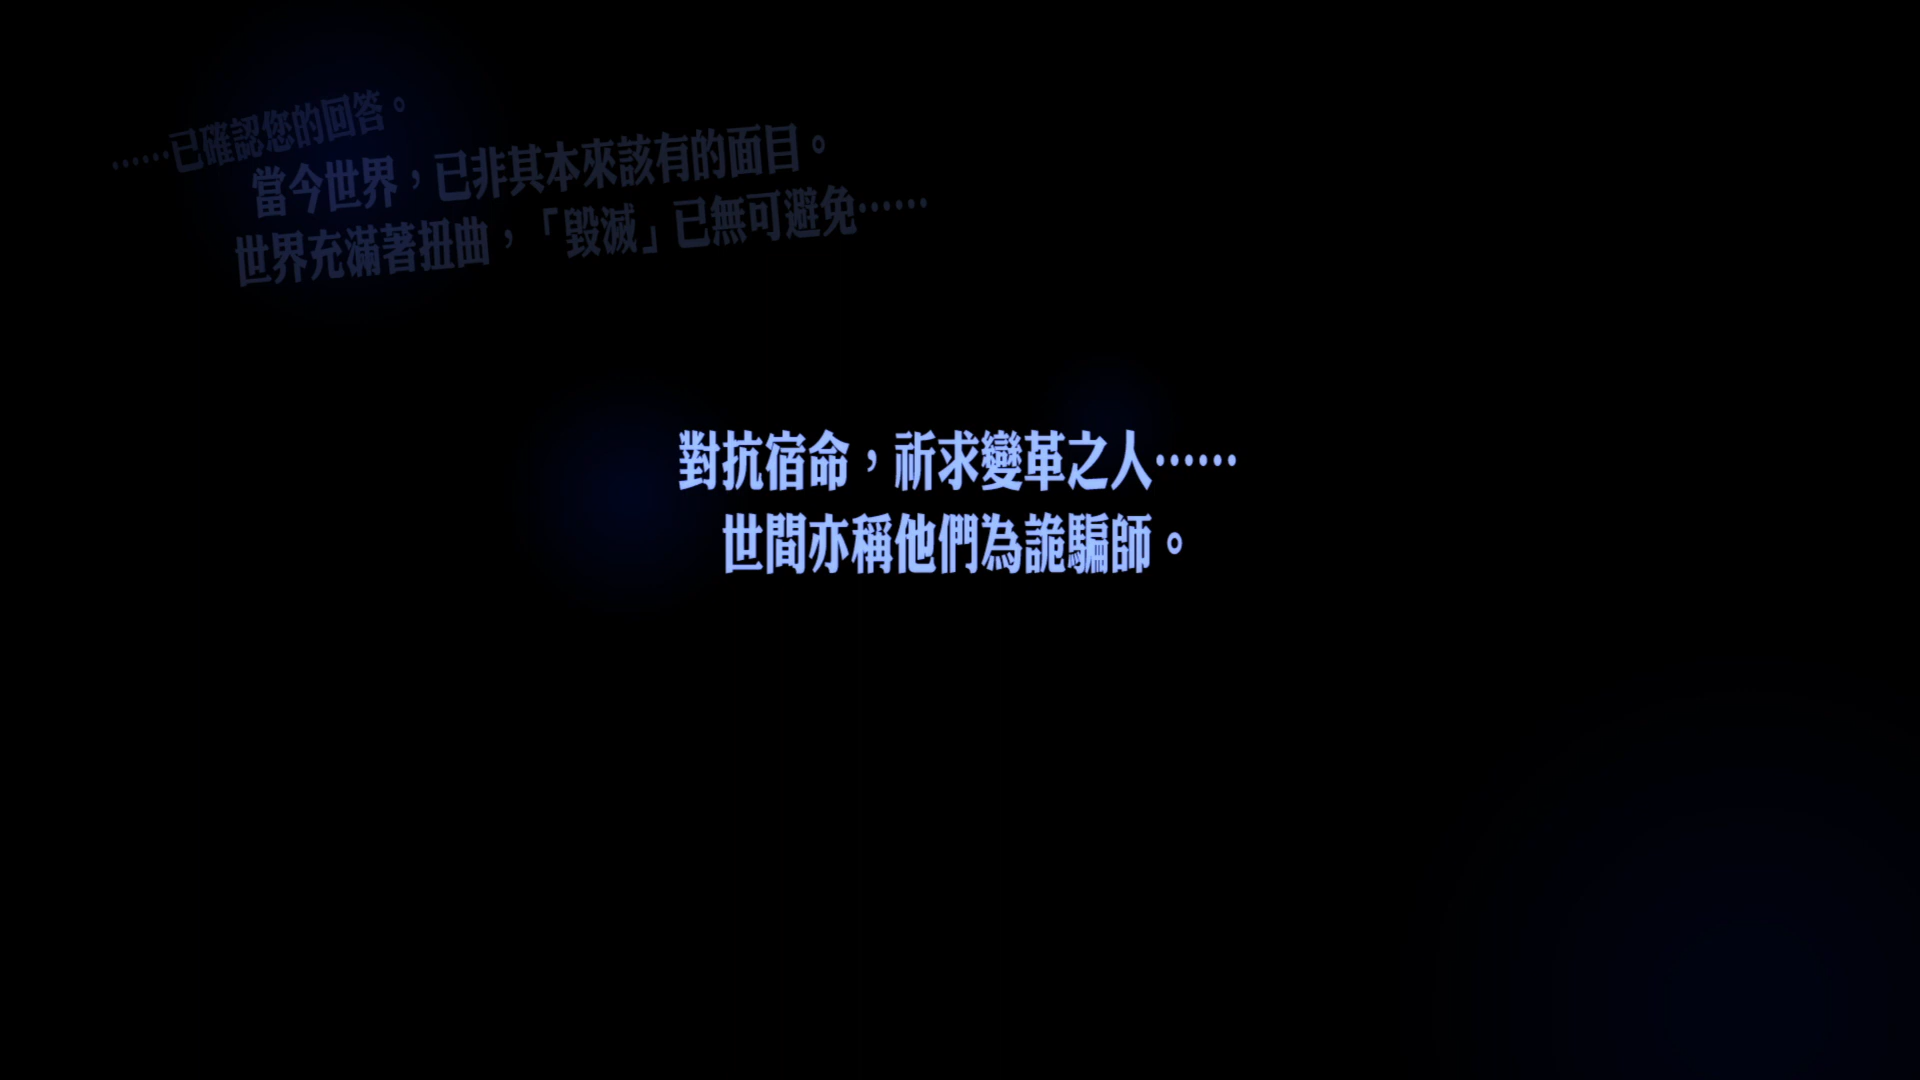 ……已確認您的回答。
當今世界，已非其本來該有的面目。
世界充滿著扭曲，「毀滅」已無可避免……
對抗宿命，祈求變革之人……
世間亦稱他們為詭騙師。